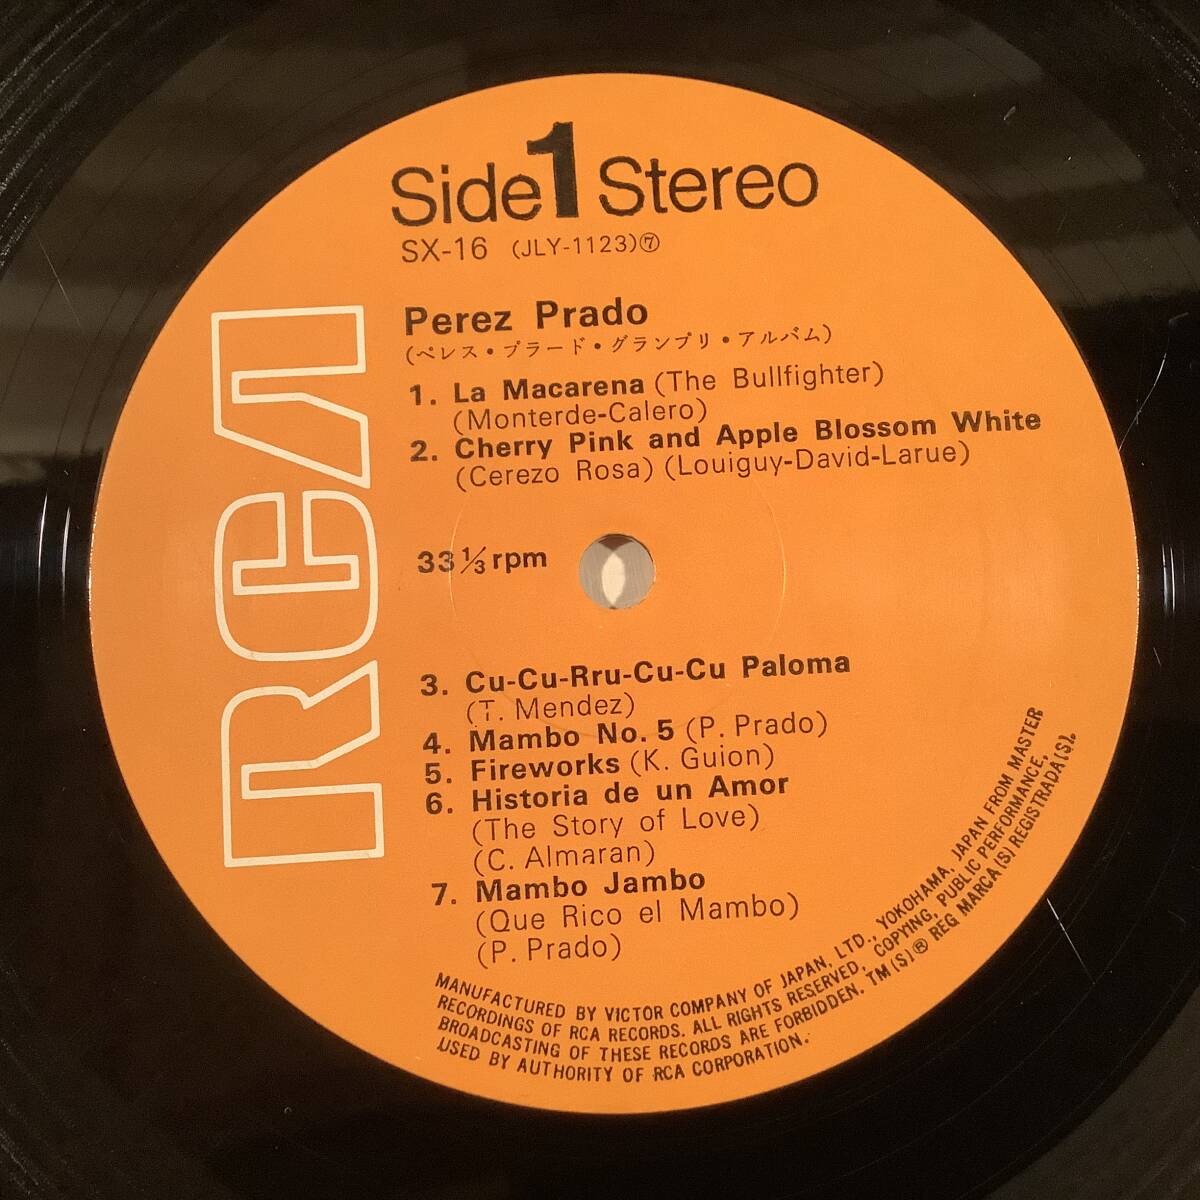 Side 1 Stereo
SX-16 (JLY-1123)⑦
RCA
Perez Prado
(ペレス・プラード・グランプリ・アルバム)
1. La Macarena (The Bullfighter)
(Monterde-Calero)
2. Cherry Pink and Apple Blossom White
(Cerezo Rosa) (Louiguy-David-Larue)
33 1/3 rpm
3. Cu-Cu-Rru-Cu-Cu Paloma
(T. Mendez)
4. Mambo No. 5 (P. Prado)
5. Fireworks (K. Guion)
6. Historia de un Amor
(The Story of Love)
(C. Almaran)
7. Mambo Jambo
(Que Rico el Mambo)
(P. Prado)
MANUFACTURED BY VICTOR COMPANY OF JAPAN, LTD., YOKOHAMA, JAPAN FROM MASTER
RECORDINGS OF RCA RECORDS. ALL RIGHTS RESERVED, COPYING, PUBLIC PERFORMANCE,
BROADCASTING OF THESE RECORDS ARE FORBIDDEN. TM(S)® REG MARCA(S) REGISTRADA(S).
USED BY AUTHORITY OF RCA CORPORATION.